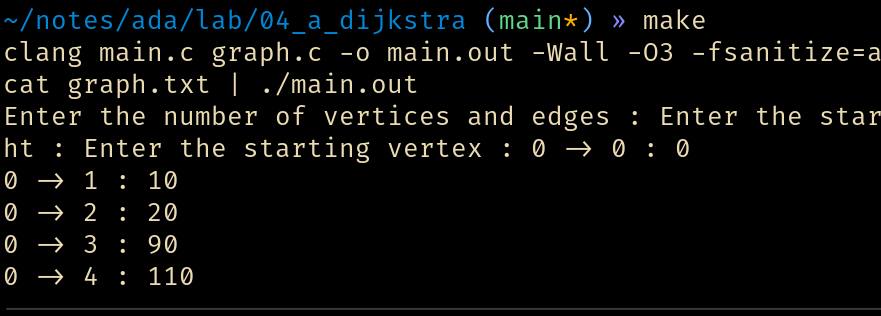 ~/notes/ada/lab/04_a_dijkstra (main*) » make
clang main.c graph.c -o main.out -Wall -O3 -fsanitize=a
cat graph.txt | ./main.out
Enter the number of vertices and edges : Enter the star
ht : Enter the starting vertex : 0 -> 0 : 0
0 -> 1 : 10
0 -> 2 : 20
0 -> 3 : 90
0 -> 4 : 110